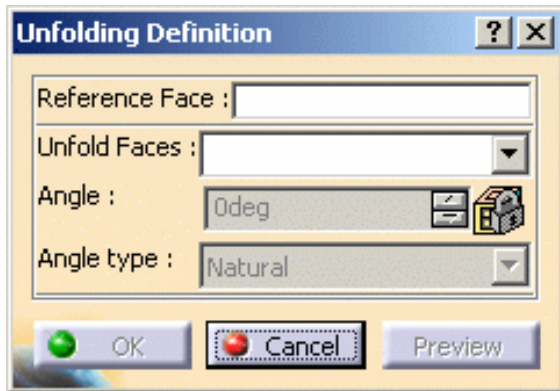 Unfolding Definition
Reference Face :
Unfold Faces :
Angle : 0deg
Angle type : Natural
OK Cancel Preview